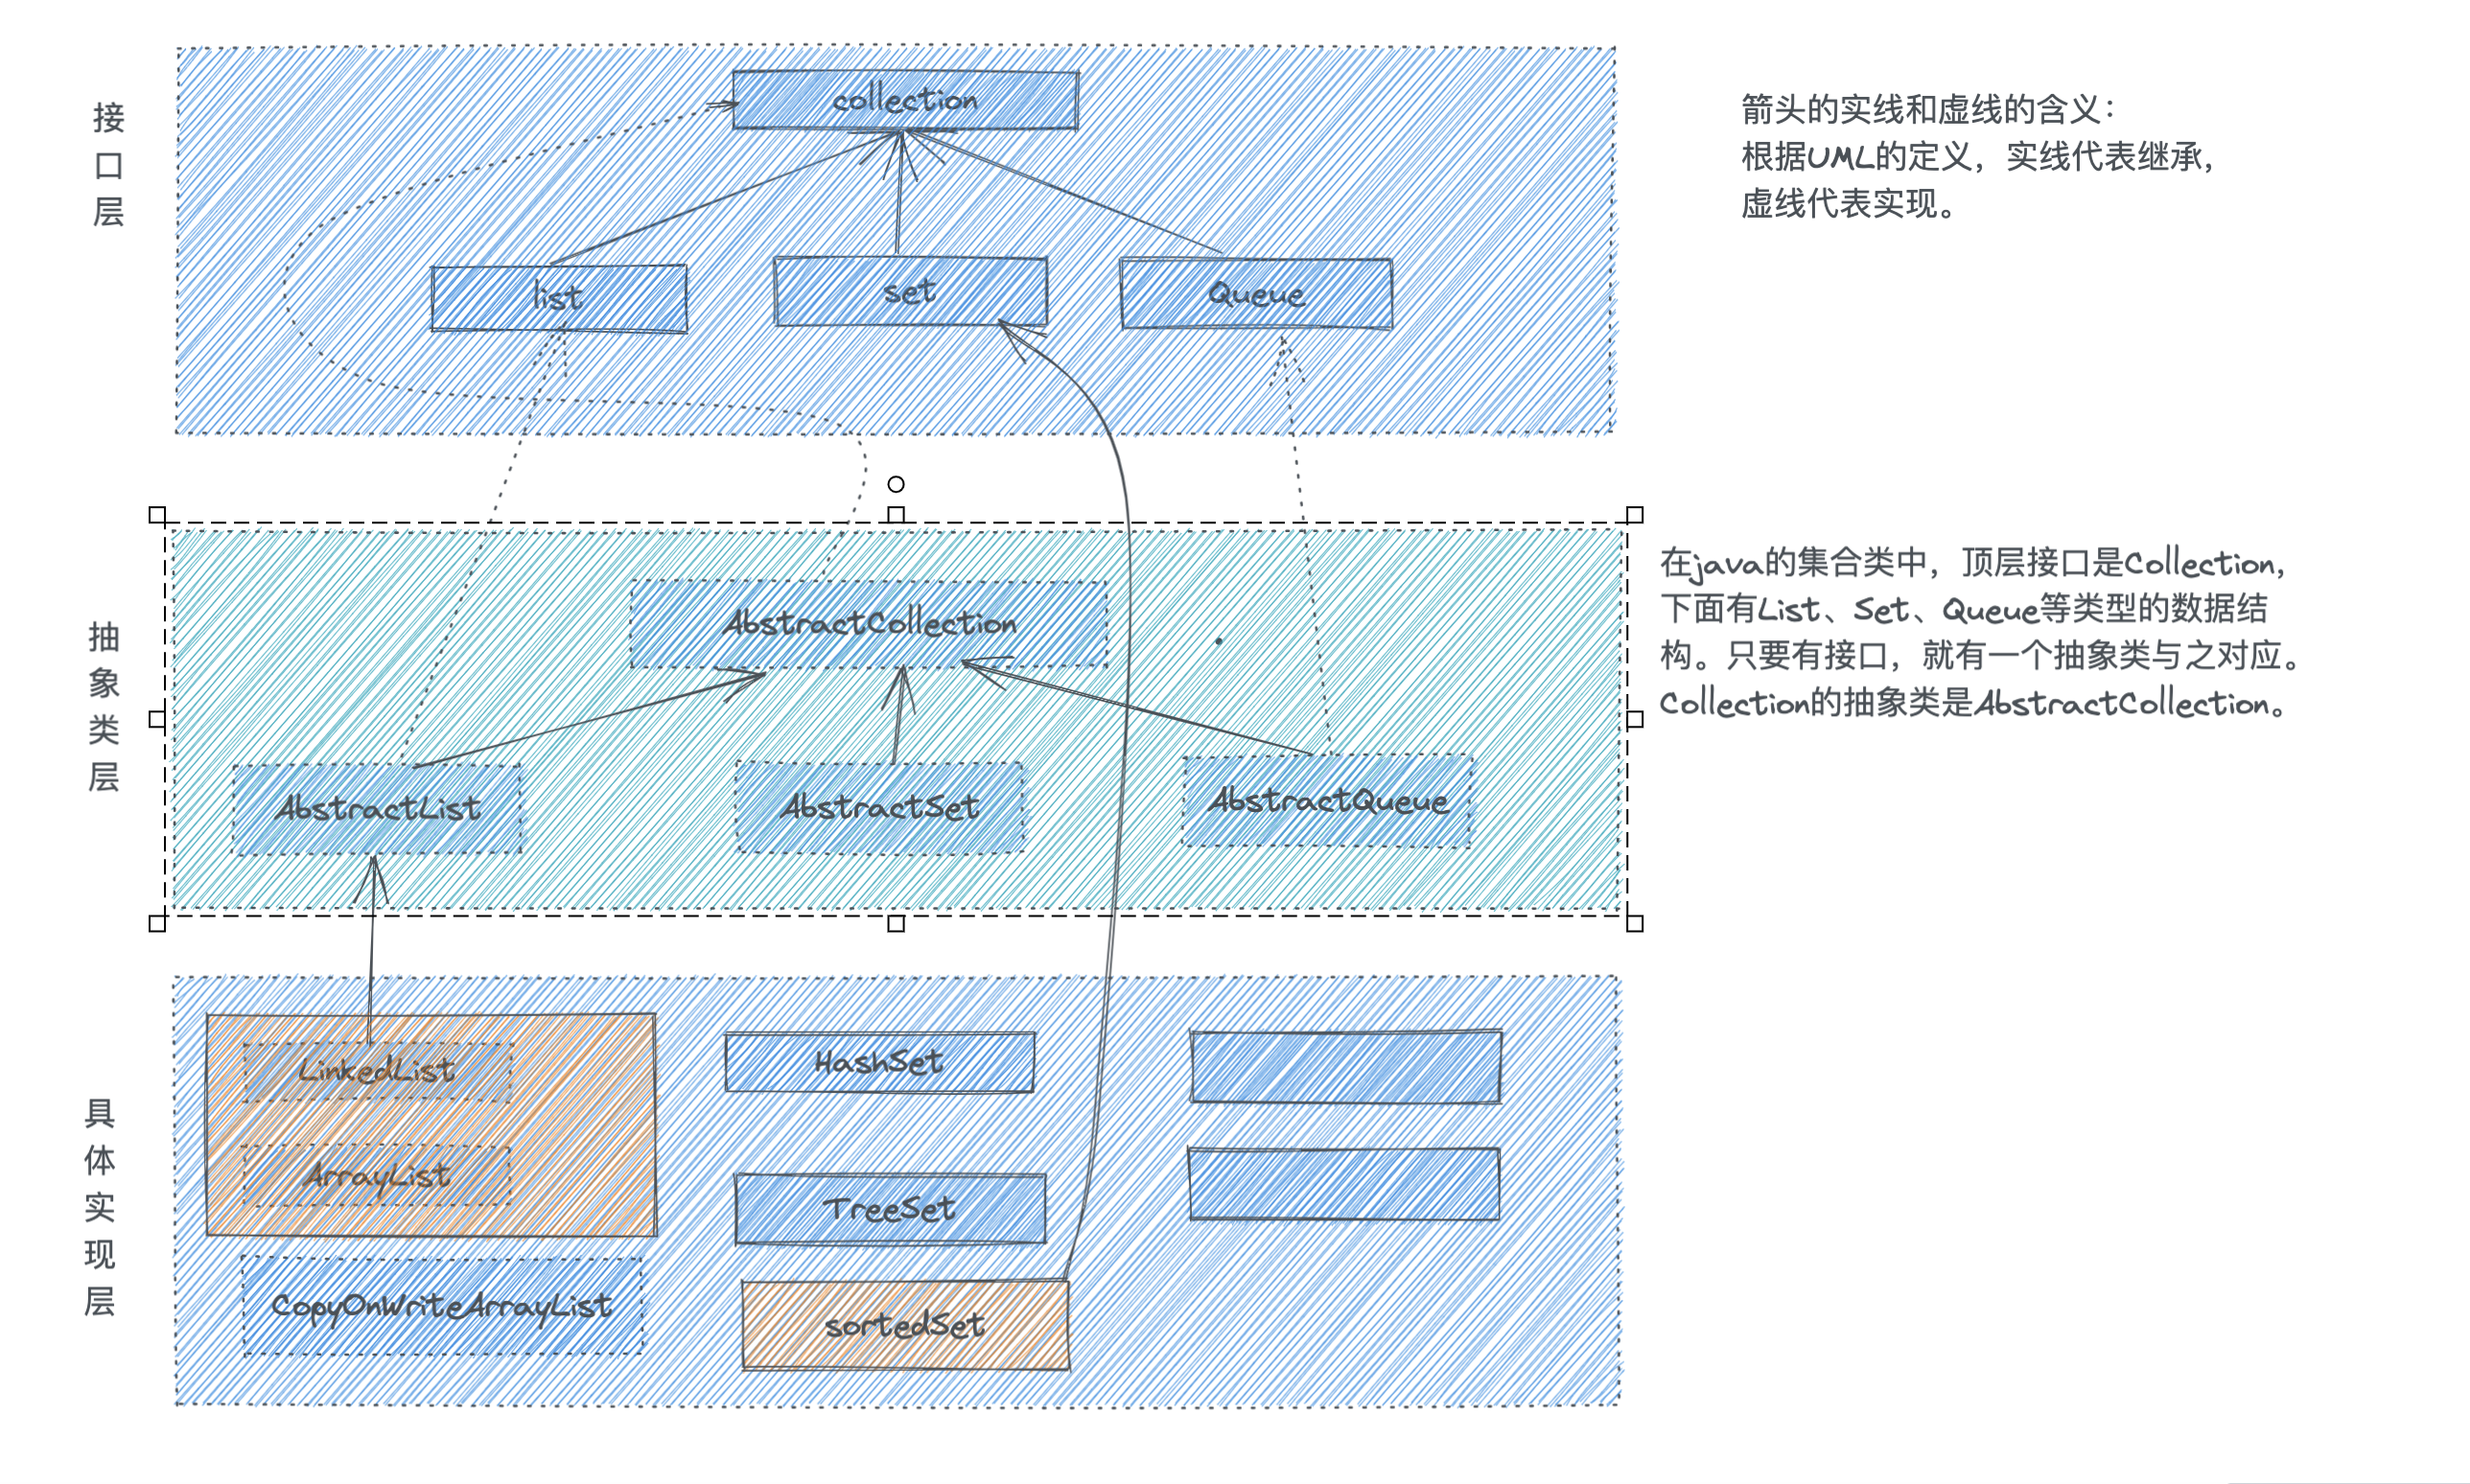 接
口
层
collection
list
set
Queue
箭头的实线和虚线的含义：
根据UML的定义，实线代表继承，
虚线代表实现。
抽
象
类
层
AbstractCollection
AbstractList
AbstractSet
AbstractQueue
在java的集合类中，顶层接口是Collection，
下面有List、Set、Queue等类型的数据结
构。只要有接口，就有一个抽象类与之对应。
Collection的抽象类是AbstractCollection。
具
体
实
现
层
LinkedList
ArrayList
CopyOnWriteArrayList
HashSet
TreeSet
sortedSet